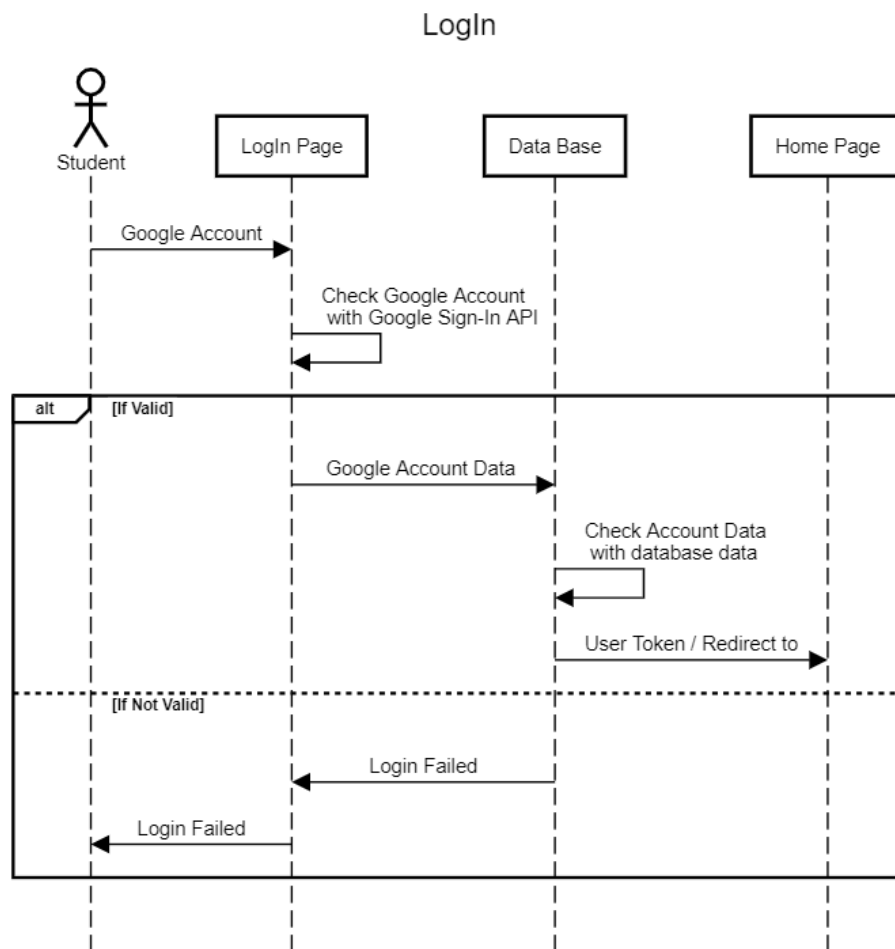 LogIn
Student
LogIn Page
Data Base
Home Page
Google Account
Check Google Account
with Google Sign-In API
alt
[If Valid]
Google Account Data
Check Account Data
with database data
User Token / Redirect to
[If Not Valid]
Login Failed
Login Failed